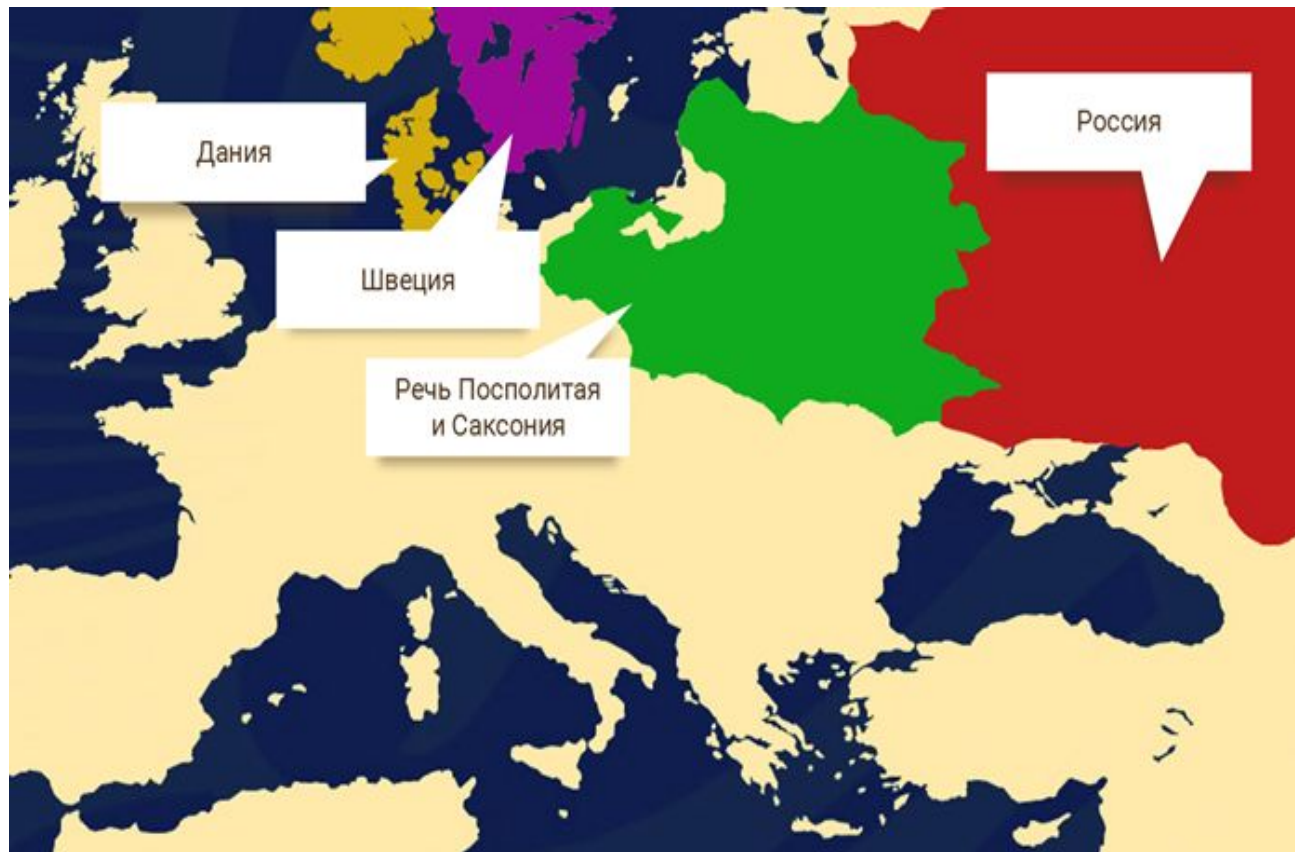 Дания
Россия
Швеция
Речь Посполитая
и Саксония